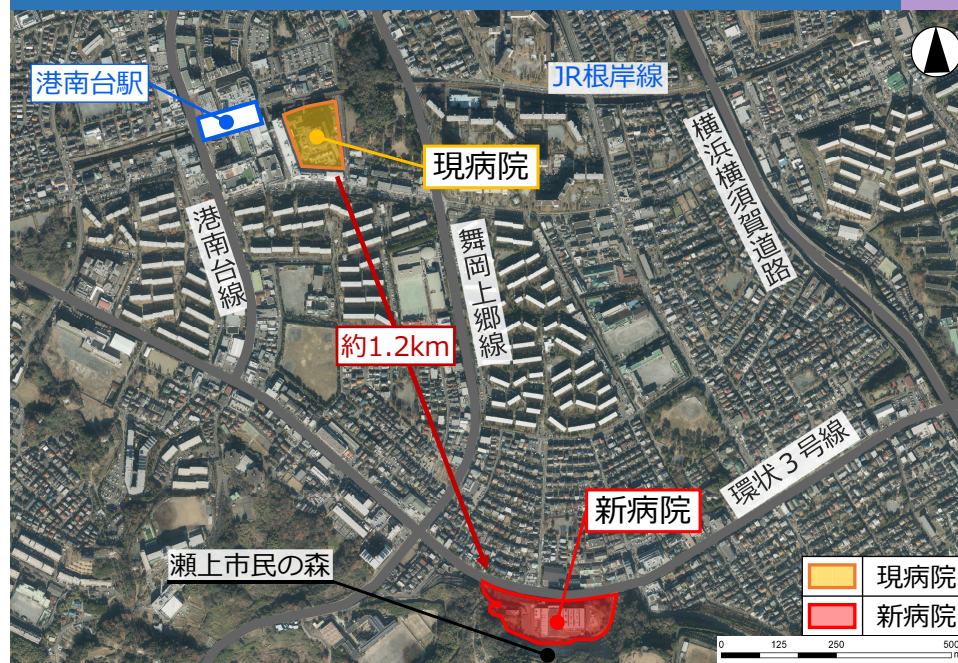 港南台駅
JR根岸線
現病院
横浜横須賀道路
港南台線
舞岡上郷線
約1.2km
環状３号線
新病院
瀬上市民の森
現病院
新病院
0 125 250 500
m